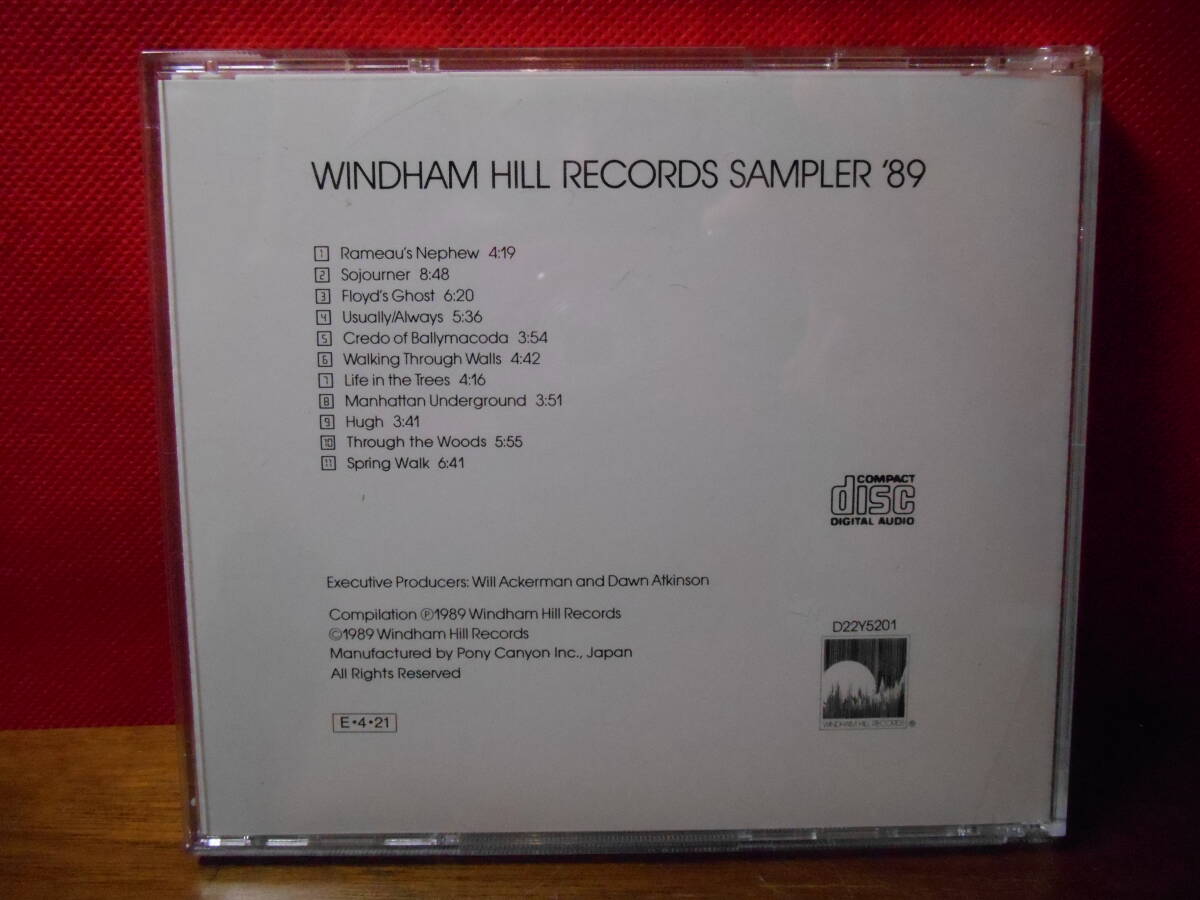 WINDHAM HILL RECORDS SAMPLER '89
1 Rameau's Nephew 4:19
2 Sojourner 8:48
3 Floyd's Ghost 6:20
4 Usually/Always 5:36
5 Credo of Ballymacoda 3:54
6 Walking Through Walls 4:42
7 Life in the Trees 4:16
8 Manhattan Underground 3:51
9 Hugh 3:41
10 Through the Woods 5:55
11 Spring Walk 6:41
COMPACT
disc
DIGITAL AUDIO
Executive Producers: Will Ackerman and Dawn Atkinson
Compilation ℗1989 Windham Hill Records
©1989 Windham Hill Records
Manufactured by Pony Canyon Inc., Japan
All Rights Reserved
D22Y5201
WINDHAM HILL RECORDS ®
E•4•21